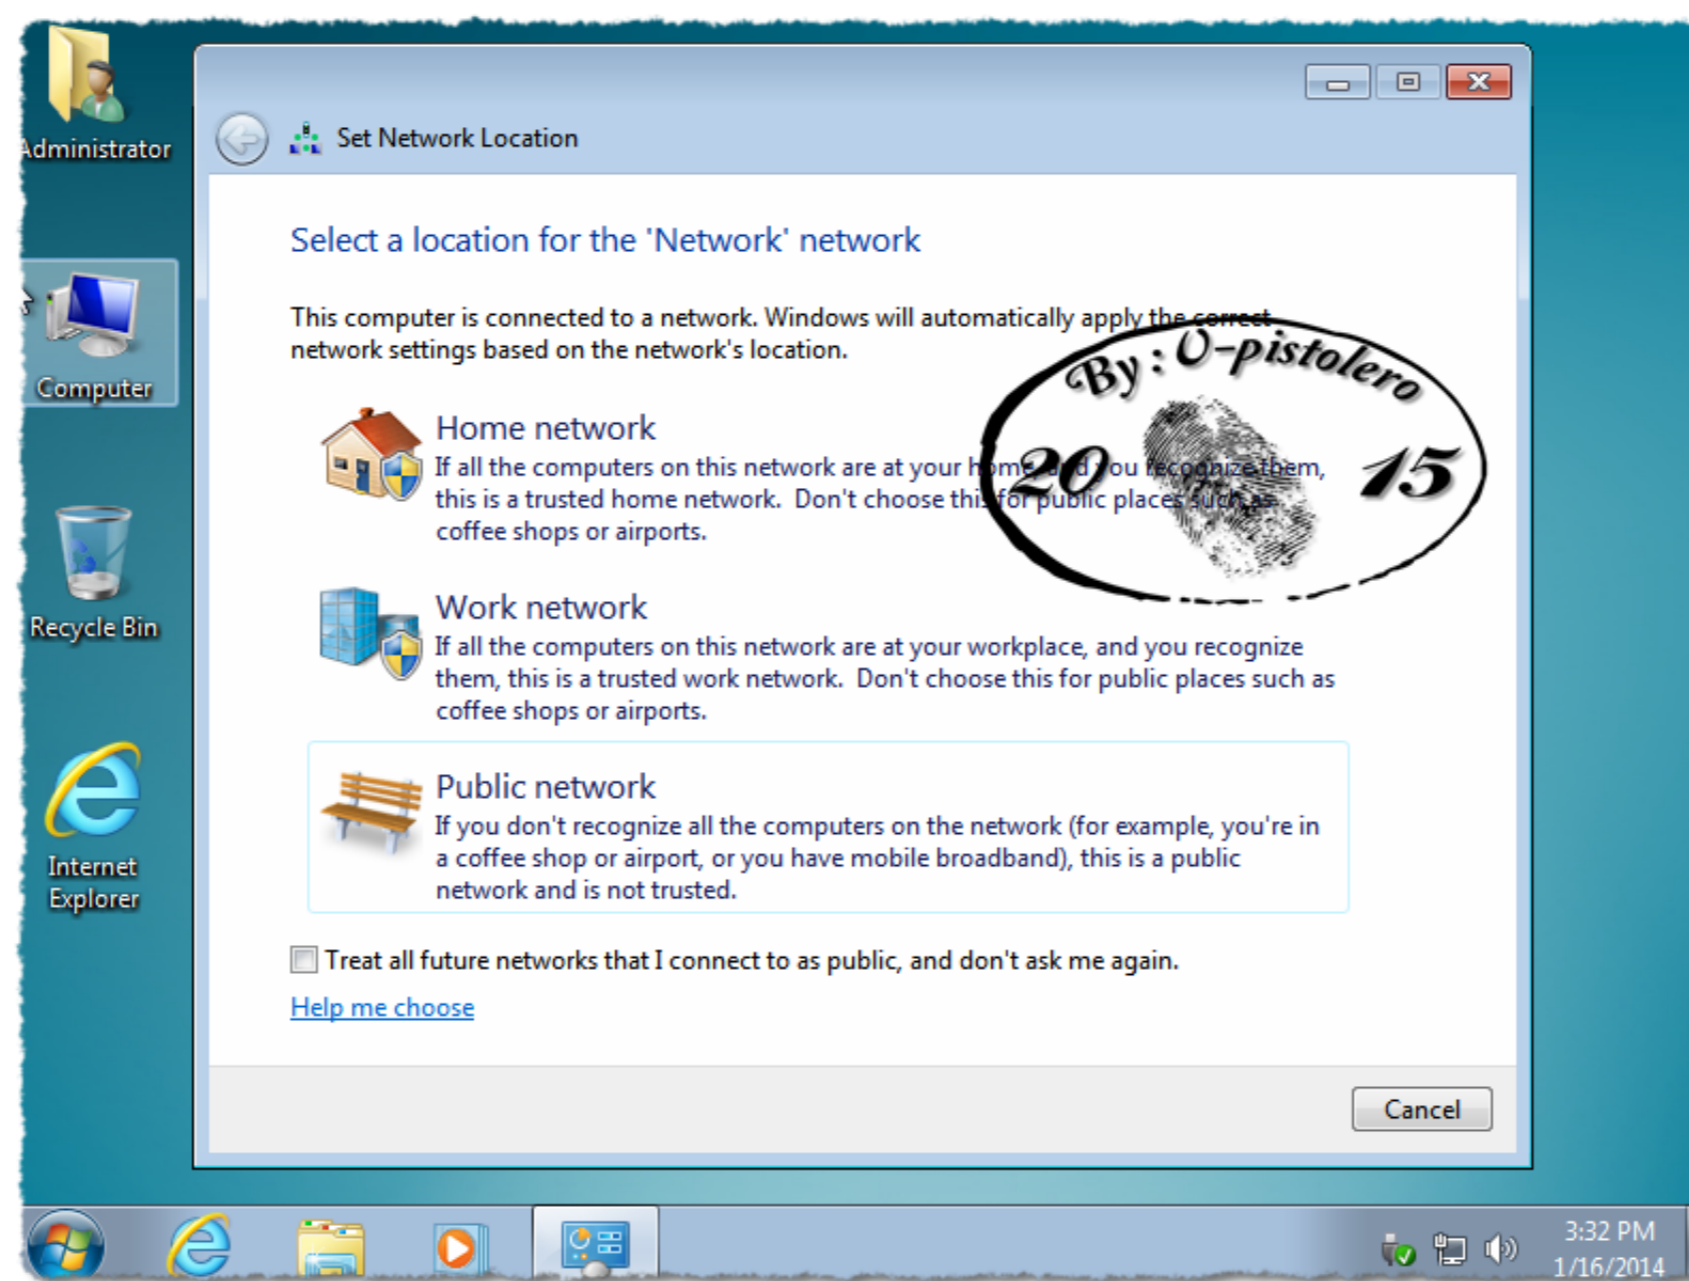 Administrator
Computer
Recycle Bin
Internet
Explorer
Set Network Location
Select a location for the 'Network' network
This computer is connected to a network. Windows will automatically apply the correct
network settings based on the network's location.
By : O-pistolero
20 15
Home network
If all the computers on this network are at your home, and you recognize them,
this is a trusted home network. Don't choose this for public places such as
coffee shops or airports.
Work network
If all the computers on this network are at your workplace, and you recognize
them, this is a trusted work network. Don't choose this for public places such as
coffee shops or airports.
Public network
If you don't recognize all the computers on the network (for example, you're in
a coffee shop or airport, or you have mobile broadband), this is a public
network and is not trusted.
Treat all future networks that I connect to as public, and don't ask me again.
Help me choose
Cancel
3:32 PM
1/16/2014